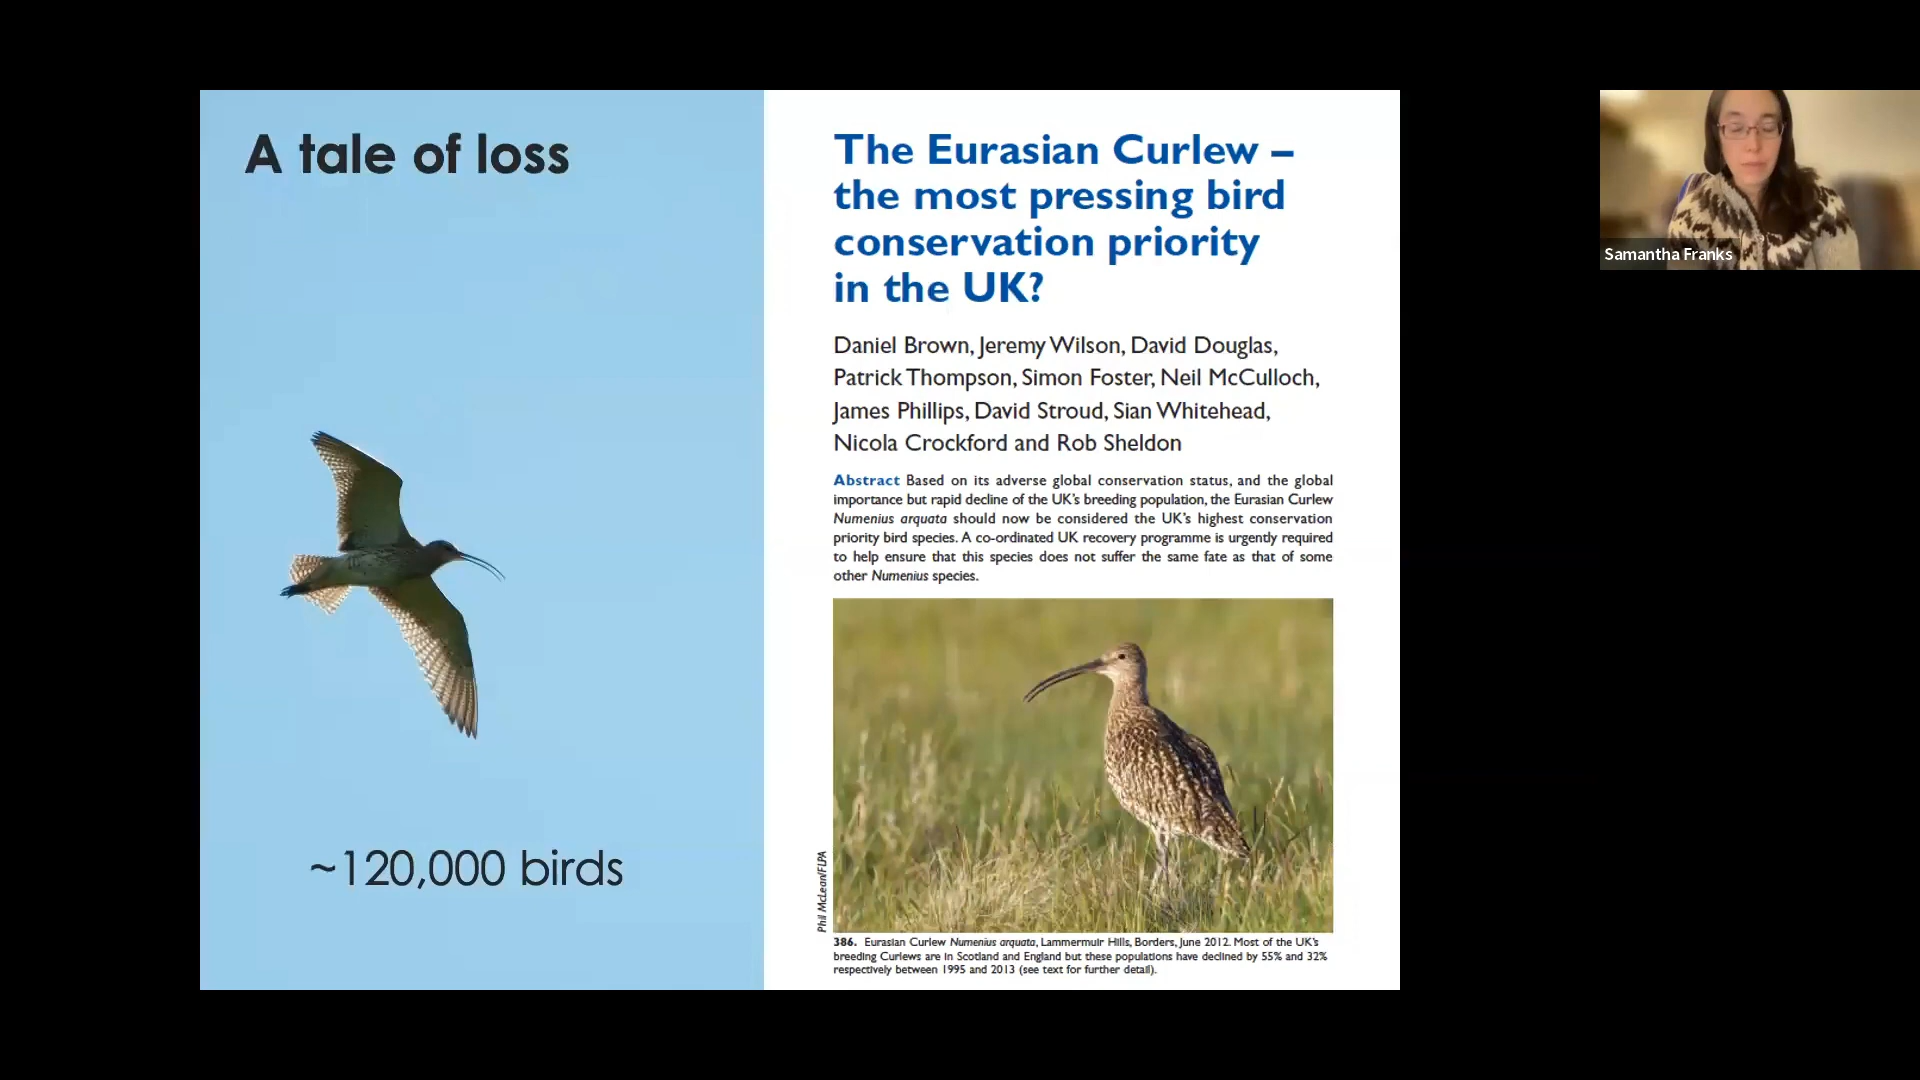 A tale of loss
~120,000 birds
The Eurasian Curlew –
the most pressing bird
conservation priority
in the UK?
Daniel Brown, Jeremy Wilson, David Douglas,
Patrick Thompson, Simon Foster, Neil McCulloch,
James Phillips, David Stroud, Sian Whitehead,
Nicola Crockford and Rob Sheldon
Abstract Based on its adverse global conservation status, and the global
importance but rapid decline of the UK's breeding population, the Eurasian Curlew
Numenius arquata should now be considered the UK's highest conservation
priority bird species. A co-ordinated UK recovery programme is urgently required
to help ensure that this species does not suffer the same fate as that of some
other Numenius species.
Phil McLean/FLPA
386. Eurasian Curlew Numenius arquata, Lammermuir Hills, Borders, June 2012. Most of the UK's
breeding Curlews are in Scotland and England but these populations have declined by 55% and 32%
respectively between 1995 and 2013 (see text for further detail).
Samantha Franks